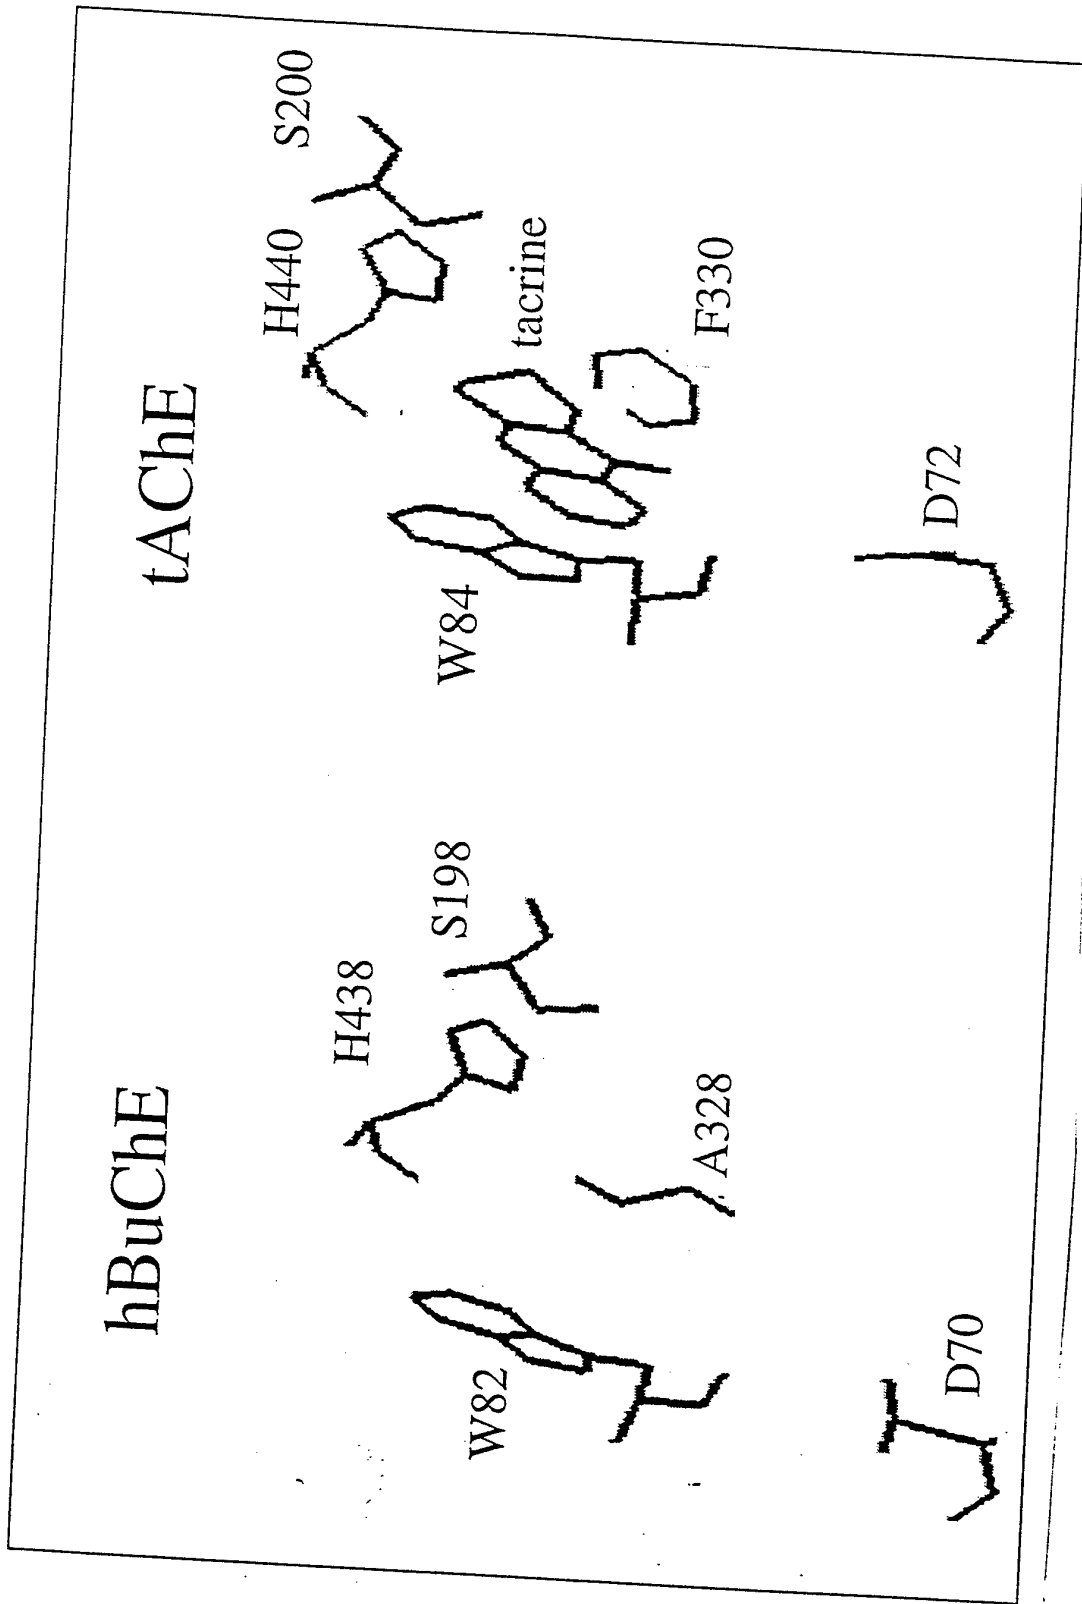 hBuChE
H438
S198
W82
A328
D70
tAChE
S200
H440
tacrine
W84
F330
D72